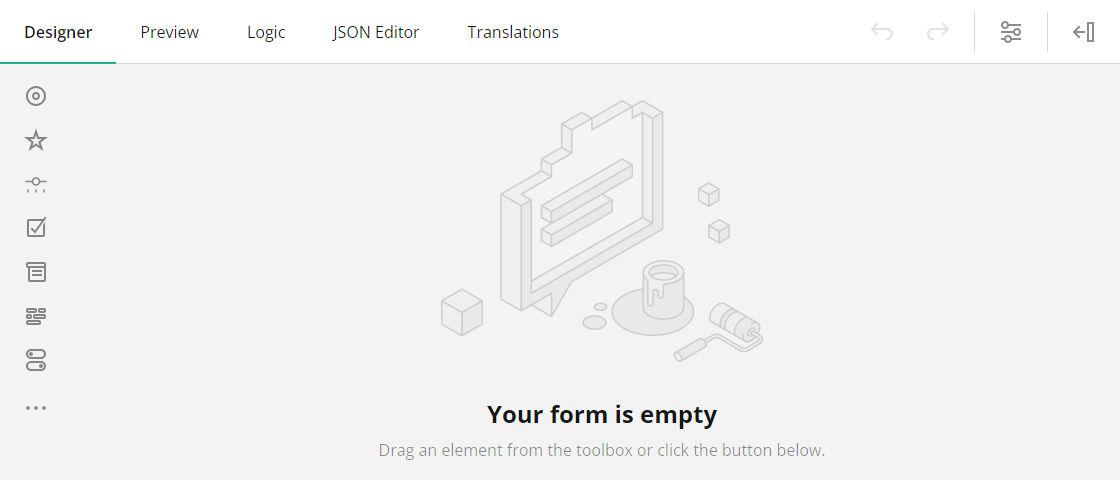 Designer Preview Logic JSON Editor Translations
Your form is empty
Drag an element from the toolbox or click the button below.